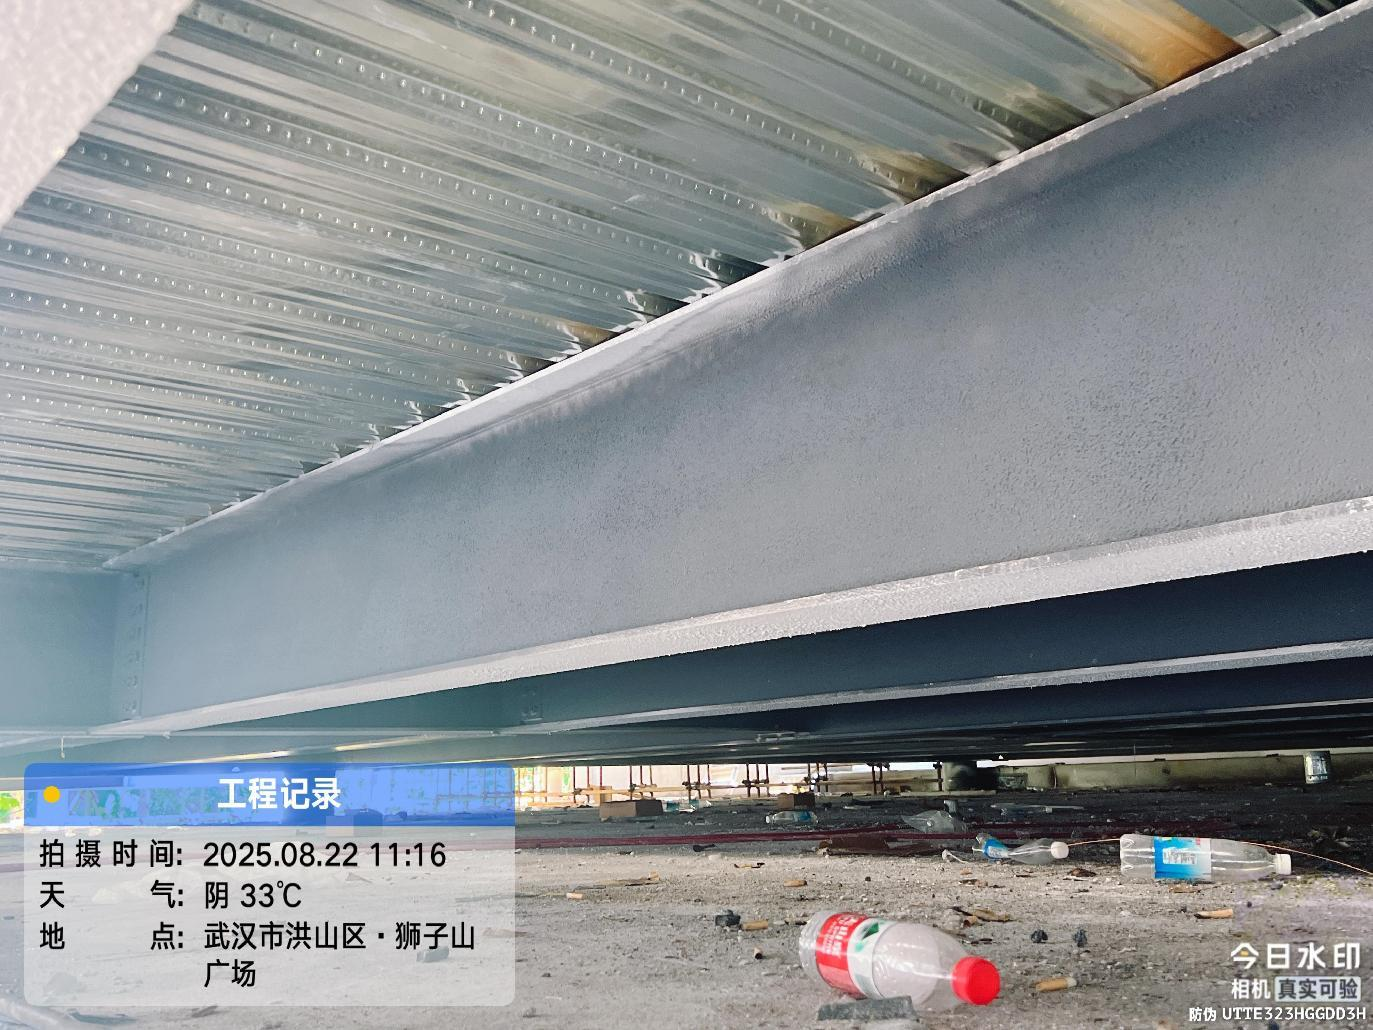 工程记录
拍摄时间: 2025.08.22 11:16
天气: 阴 33℃
地点: 武汉市洪山区·狮子山
广场
今日水印
相机 真实可验
防伪 UTTE323HGGDD3H